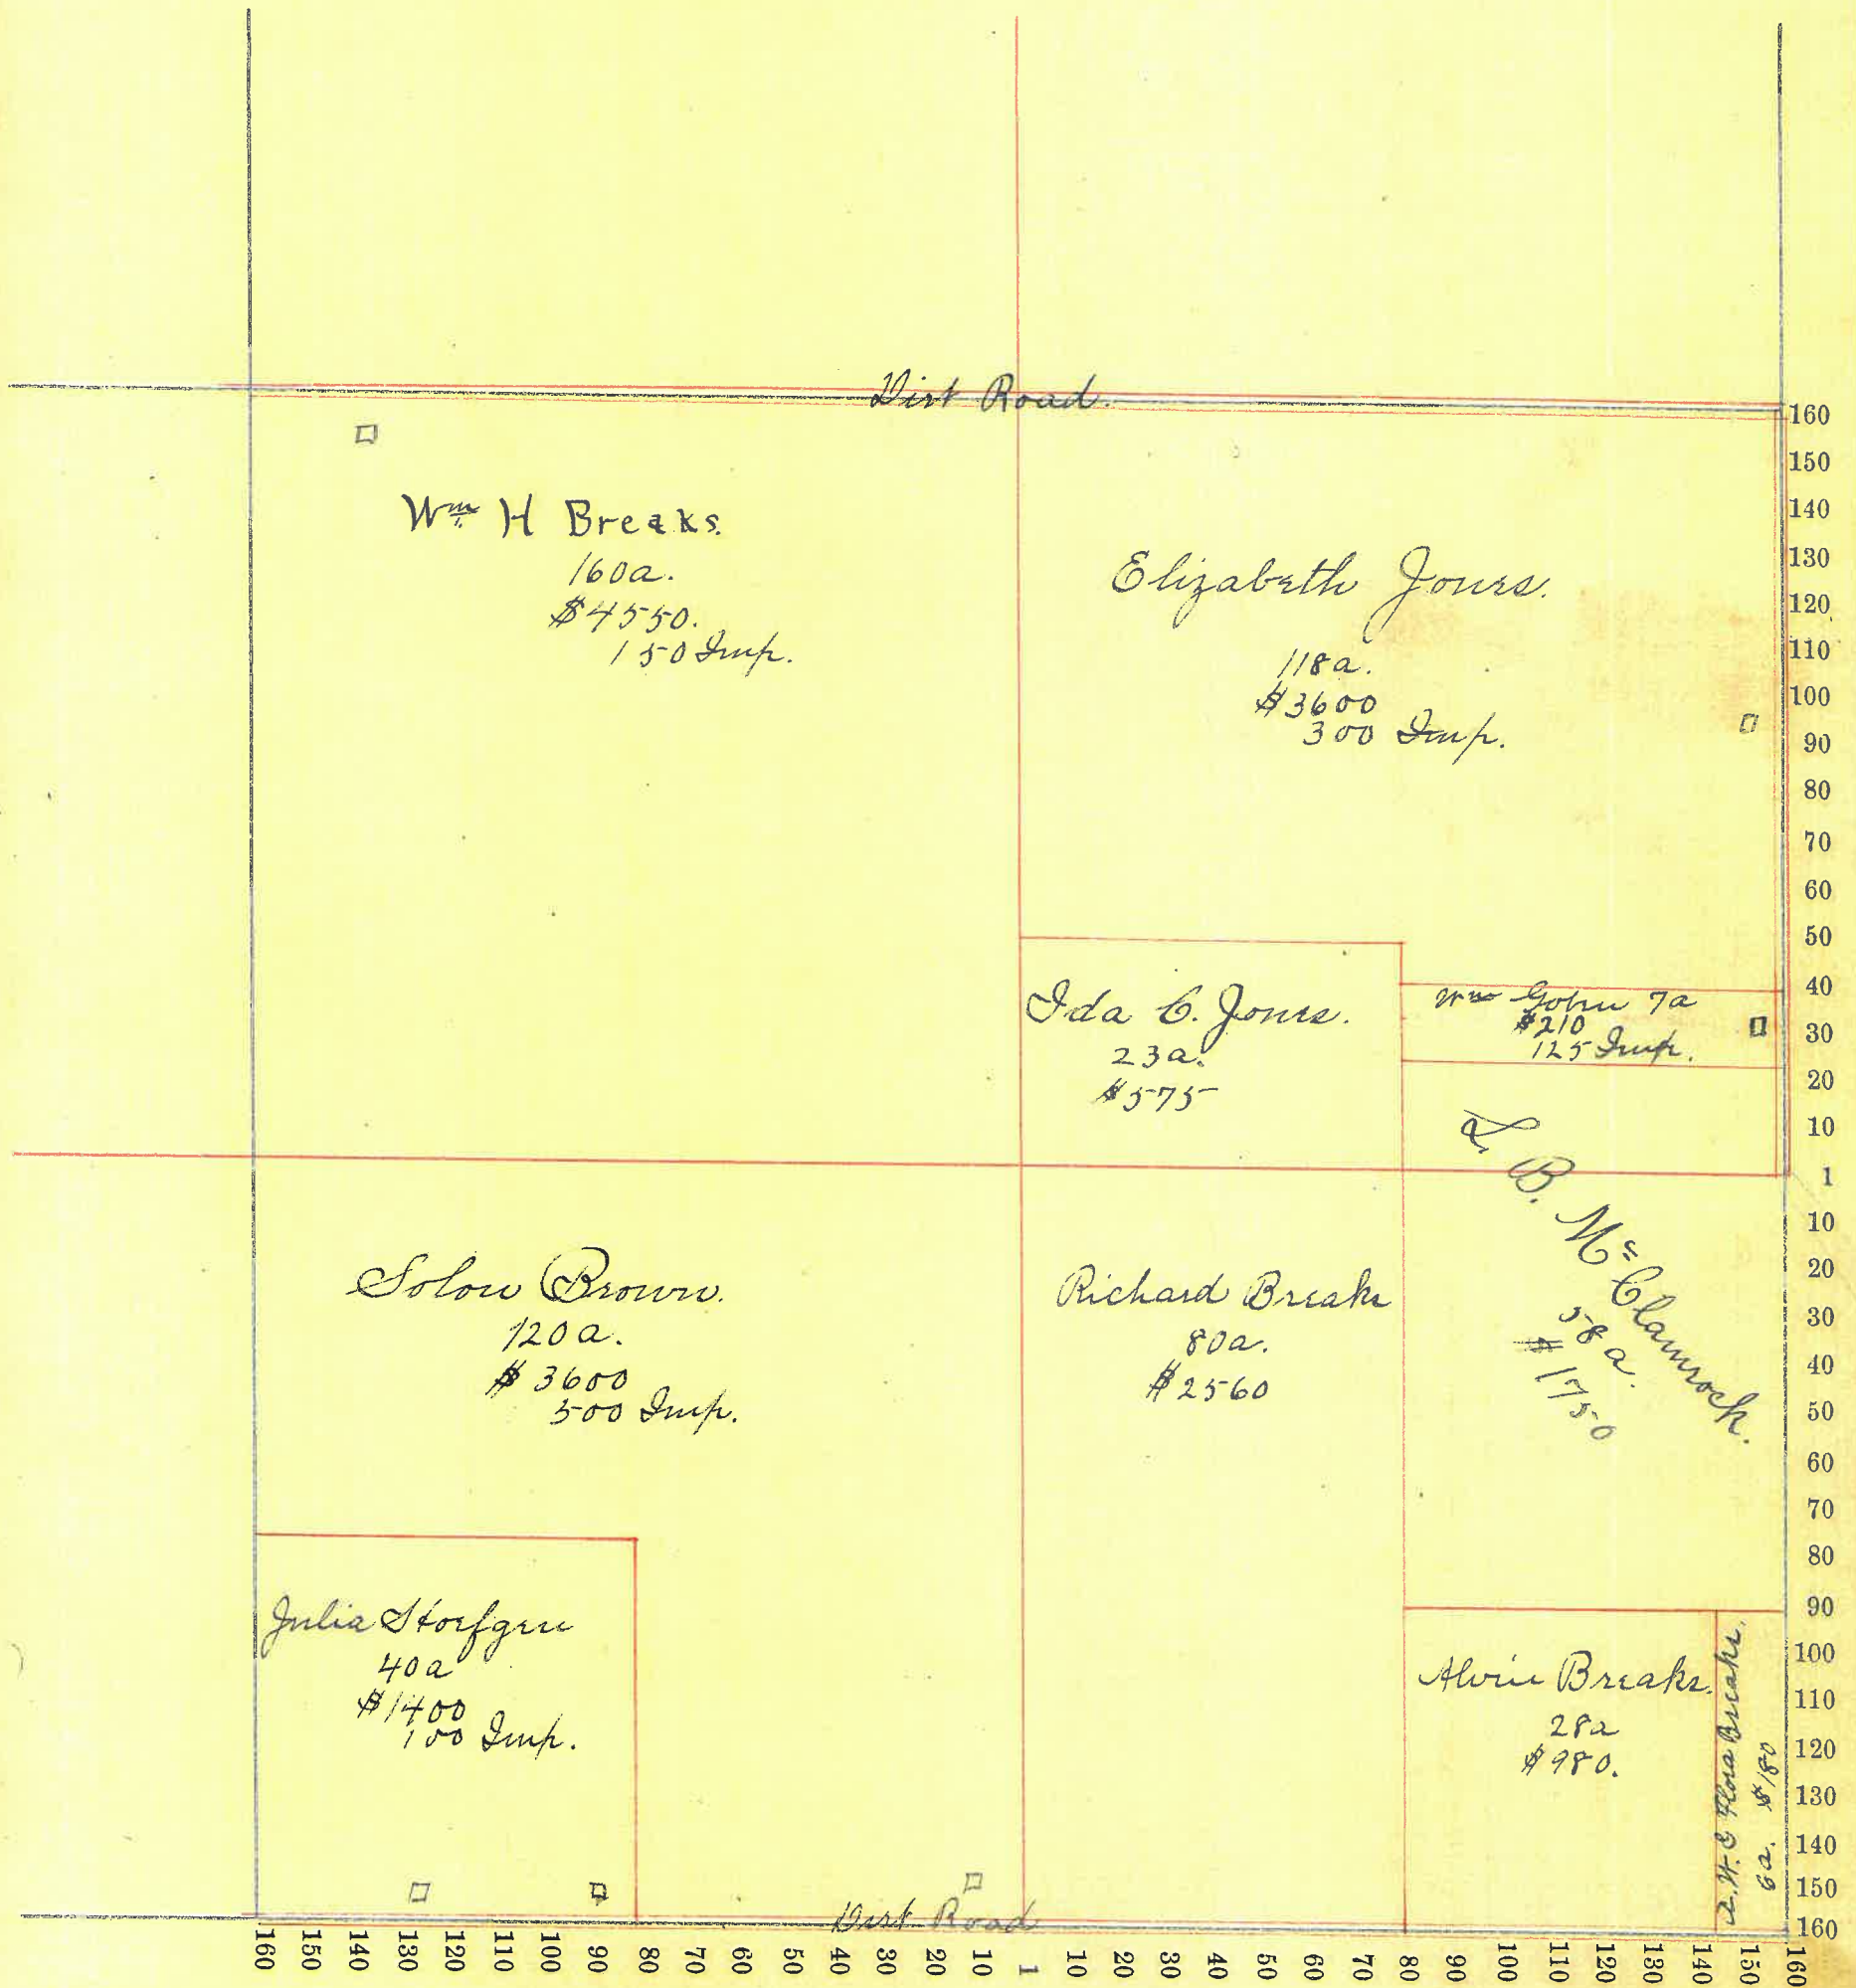 Dirt Road.
Wm H Breaks.
160a.
$4550.
150 Imp.
Elizabeth Jones.
118a.
$3600
300 Imp.
Ida C. Jones.
23a.
$575
Wm Gohn 7a
$210
125 Imp.
B. McClamrock.
58a.
$1750
Solon Brown.
120a.
$3600
500 Imp.
Richard Breaks
80a.
$2560
Julia
40a
$1400
100 Imp.
Alvin Breaks.
28a
$980.
Flora Breaks.
6a. $180
Dirt Road
160
150
140
130
120
110
100
90
80
70
60
50
40
30
20
10
1
10
20
30
40
50
60
70
80
90
100
110
120
130
140
150
160
160 150 140 130 120 110 100 90 80 70 60 50 40 30 20 10 1 10 20 30 40 50 60 70 80 90 100 110 120 130 140 150 160